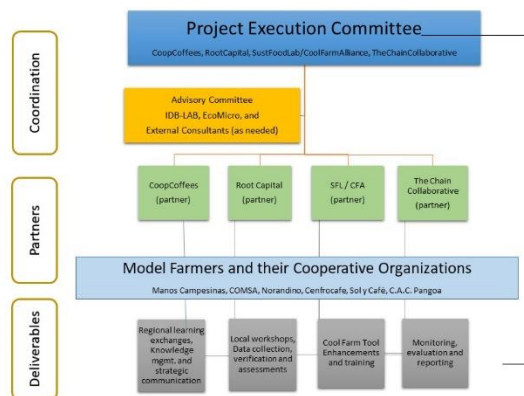 Coordination
Project Execution Committee
CoopCoffees, RootCapital, SustFoodLab/CoolFarmAlliance, TheChainCollaborative
Advisory Committee
IDB-LAB, EcoMicro, and
External Consultants (as needed)
Partners
CoopCoffees
(partner)
Root Capital
(partner)
SFL / CFA
(partner)
The Chain
Collaborative
(partner)
Model Farmers and their Cooperative Organizations
Manos Campesinas, COMSA, Norandino, Cenfrocafe, Sol y Café, C.A.C. Pangoa
Deliverables
Regional learning
exchanges,
Knowledge
mgmt. and
strategic
communication
Local workshops,
Data collection,
verification and
assessments
Cool Farm Tool
Enhancements
and training
Monitoring,
evaluation and
reporting